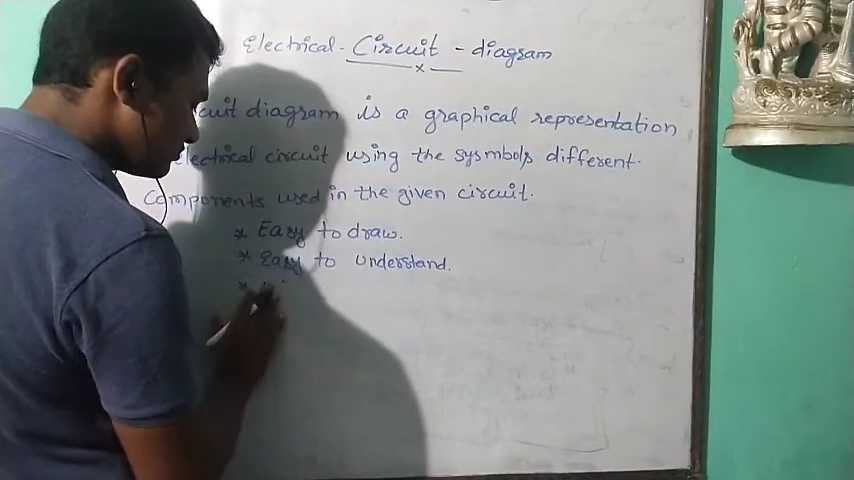 Electrical - Circuit - diagram
cuit diagram is a graphical representation
electrical circuit using the symbols different.
components used in the given circuit.
* Easy to draw.
* Easy to understand.
*